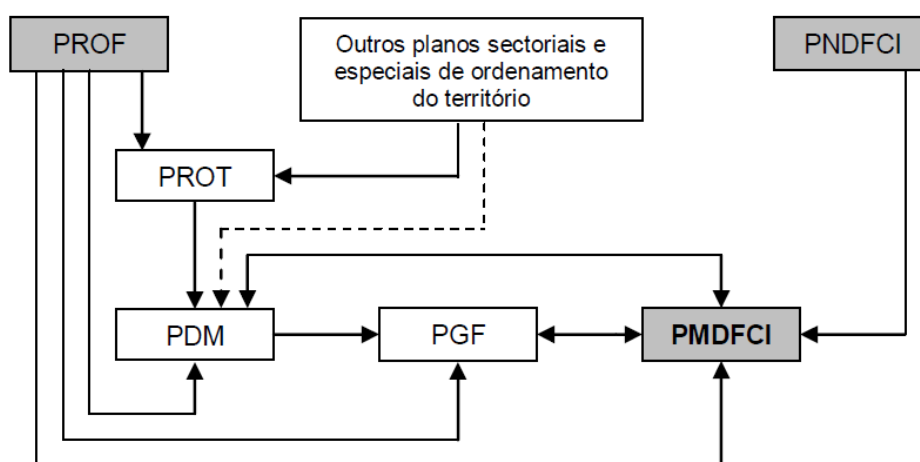 PROF
Outros planos sectoriais e
especiais de ordenamento
do território
PNDFCI
PROT
PDM
PGF
PMDFCI